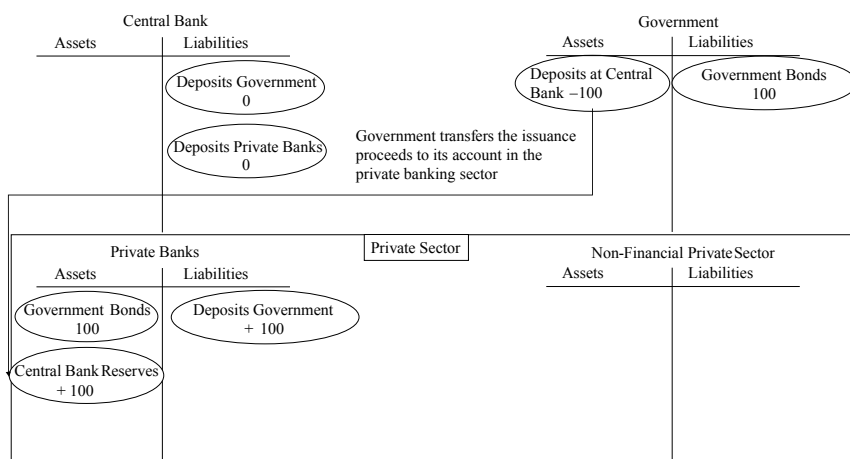 Central Bank
Assets Liabilities
Deposits Government
0
Deposits Private Banks
0
Government
Assets Liabilities
Deposits at Central
Bank –100
Government Bonds
100
Government transfers the issuance
proceeds to its account in the
private banking sector
Private Sector
Private Banks
Assets Liabilities
Government Bonds
100
Deposits Government
+ 100
Central Bank Reserves
+ 100
Non-Financial Private Sector
Assets Liabilities